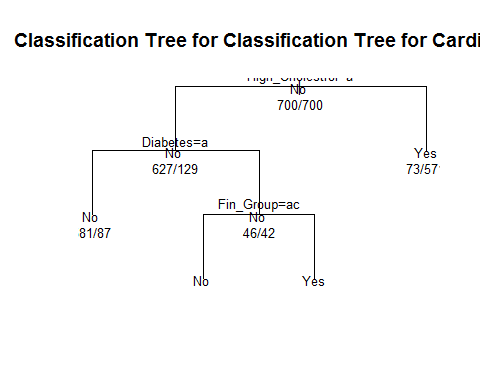 Classification Tree for Classification Tree for Cardi
High_Cholestrol=a
No
700/700
Diabetes=a
No
627/129
Yes
73/57
Fin_Group=ac
No
81/87
No
46/42
No
Yes